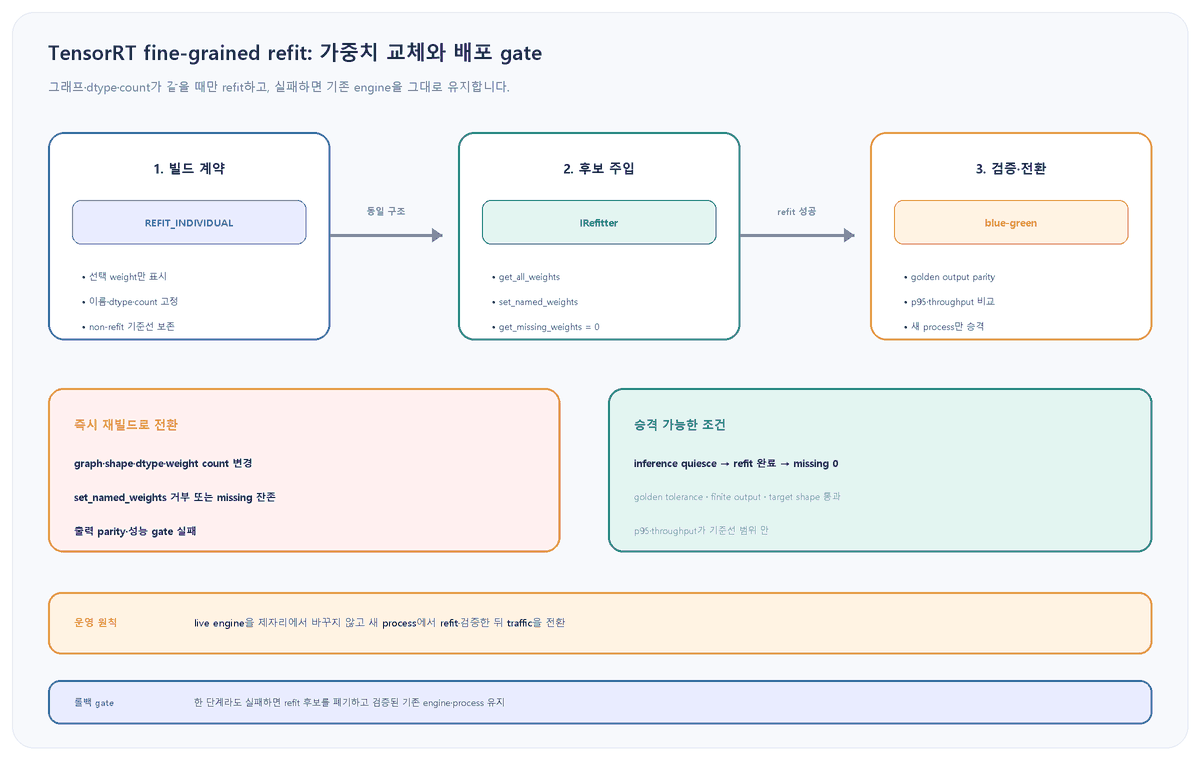 TensorRT fine-grained refit: 가중치 교체와 배포 gate
그래프·dtype·count가 같을 때만 refit하고, 실패하면 기존 engine을 그대로 유지합니다.
1. 빌드 계약
REFIT_INDIVIDUAL
• 선택 weight만 표시
• 이름·dtype·count 고정
• non-refit 기준선 보존
동일 구조
2. 후보 주입
IRefitter
• get_all_weights
• set_named_weights
• get_missing_weights = 0
refit 성공
3. 검증·전환
blue-green
• golden output parity
• p95·throughput 비교
• 새 process만 승격
즉시 재빌드로 전환
graph·shape·dtype·weight count 변경
set_named_weights 거부 또는 missing 잔존
출력 parity·성능 gate 실패
승격 가능한 조건
inference quiesce → refit 완료 → missing 0
golden tolerance · finite output · target shape 통과
p95·throughput가 기준선 범위 안
운영 원칙
live engine을 제자리에서 바꾸지 않고 새 process에서 refit·검증한 뒤 traffic을 전환
롤백 gate
한 단계라도 실패하면 refit 후보를 폐기하고 검증된 기존 engine·process 유지